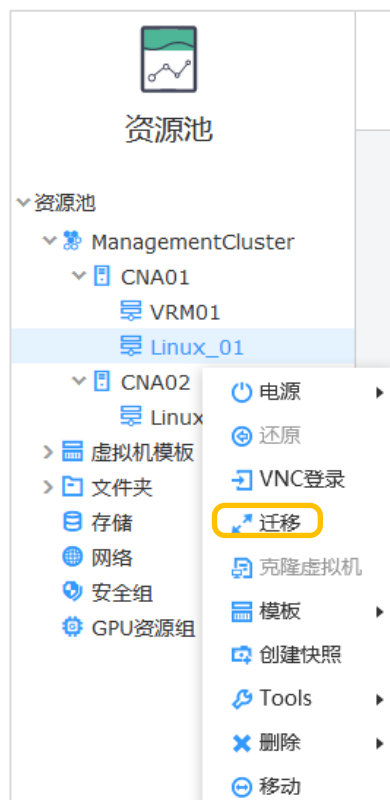 资源池
资源池
ManagementCluster
CNA01
VRM01
Linux_01
CNA02
Linux
虚拟机模板
文件夹
存储
网络
安全组
GPU资源组
电源
还原
VNC登录
迁移
克隆虚拟机
模板
创建快照
Tools
删除
移动